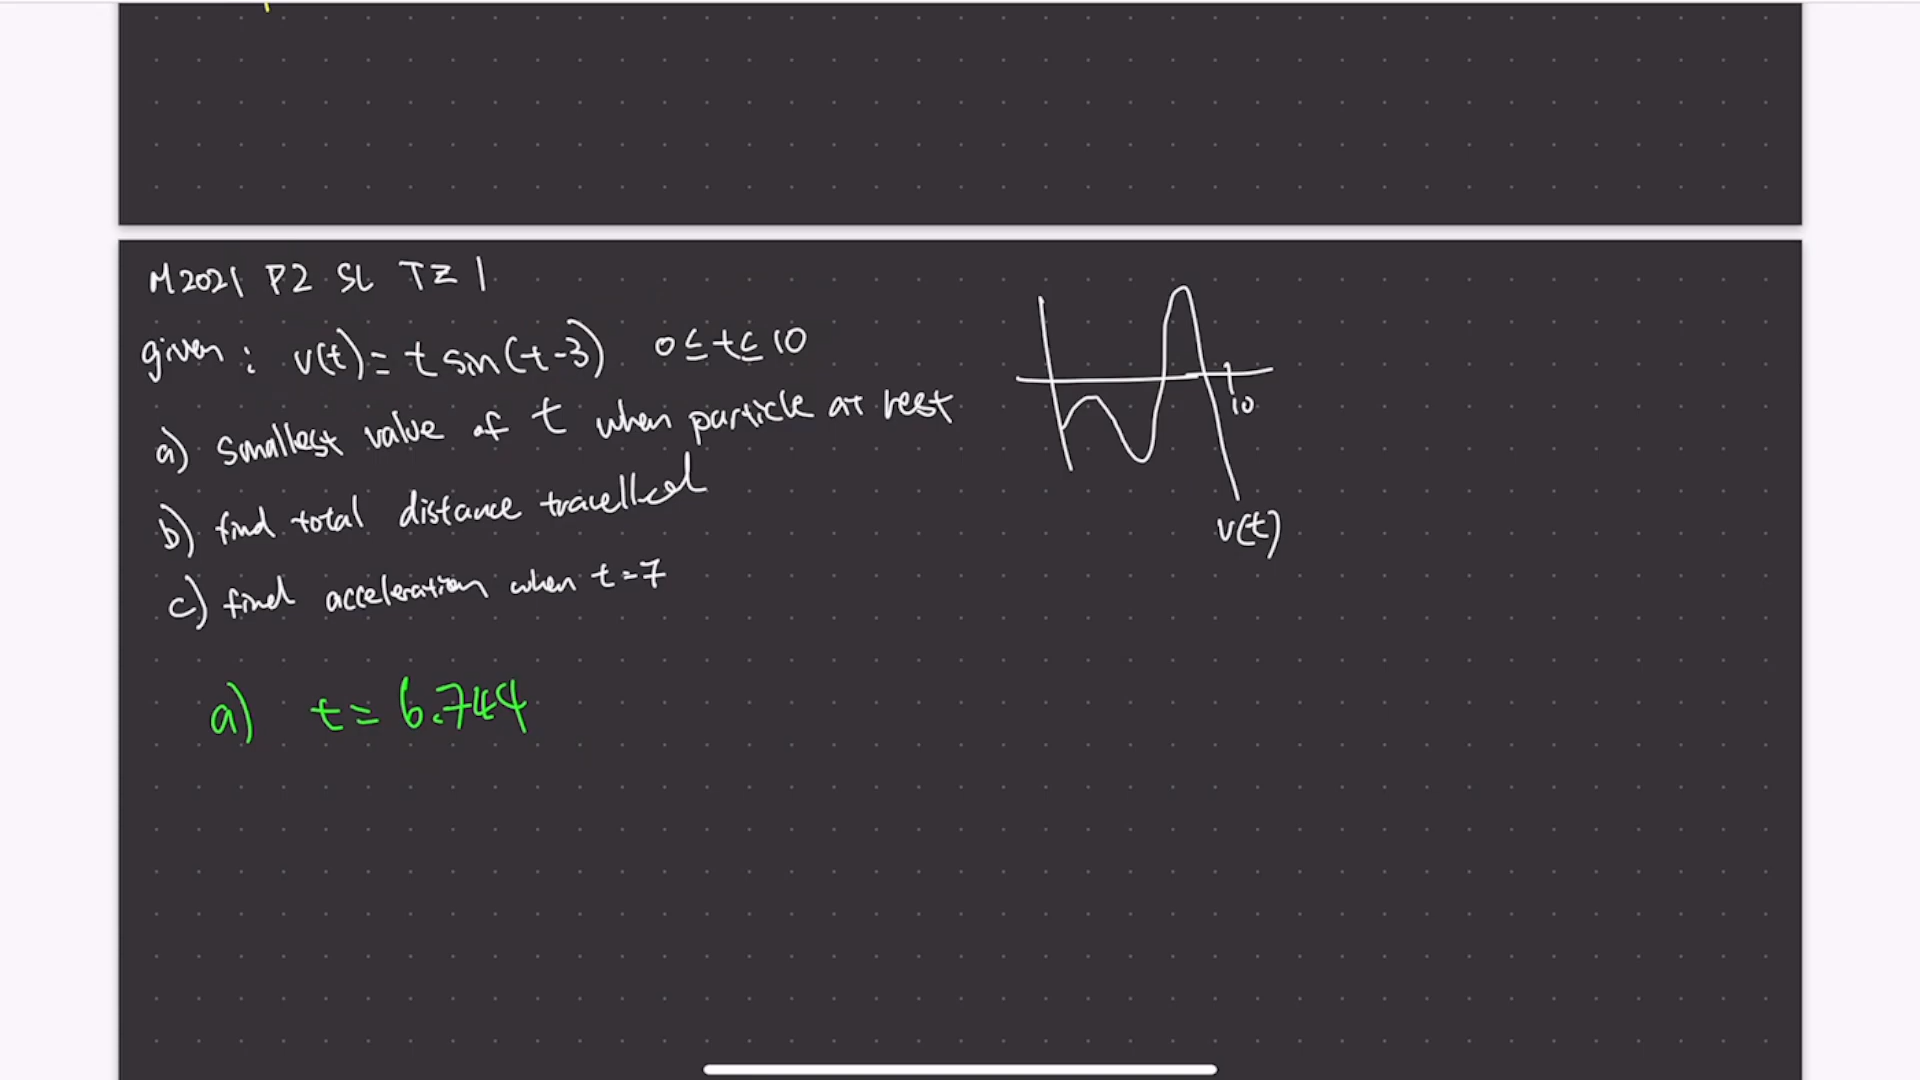 M2021 P2 SL TZ 1
given : v(t) = t sin(t-3) 0 ≤ t ≤ 10
a) smallest value of t when particle at rest
b) find total distance travelled
c) find acceleration when t=7
10
v(t)
a) t = 6.744